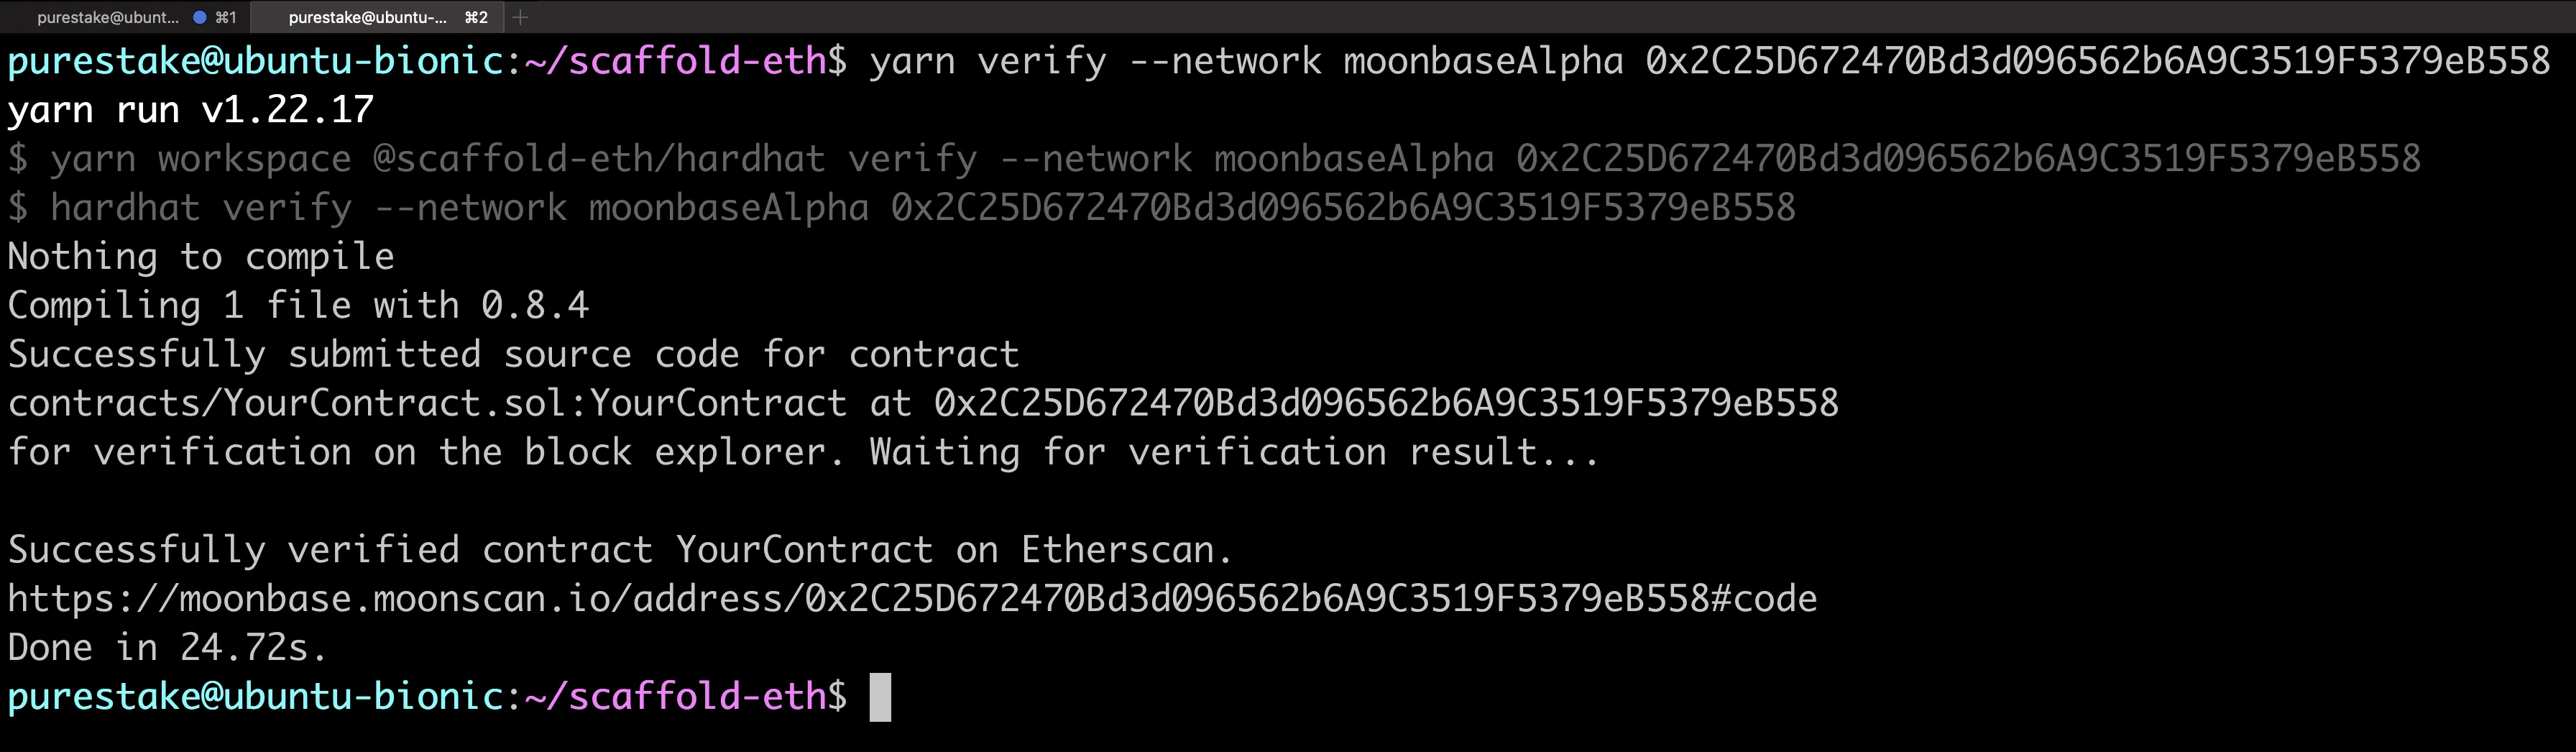 purestake@ubunt... ⌘1 purestake@ubuntu-... ⌘2 +
purestake@ubuntu-bionic:~/scaffold-eth$ yarn verify --network moonbaseAlpha 0x2C25D672470Bd3d096562b6A9C3519F5379eB558
yarn run v1.22.17
$ yarn workspace @scaffold-eth/hardhat verify --network moonbaseAlpha 0x2C25D672470Bd3d096562b6A9C3519F5379eB558
$ hardhat verify --network moonbaseAlpha 0x2C25D672470Bd3d096562b6A9C3519F5379eB558
Nothing to compile
Compiling 1 file with 0.8.4
Successfully submitted source code for contract
contracts/YourContract.sol:YourContract at 0x2C25D672470Bd3d096562b6A9C3519F5379eB558
for verification on the block explorer. Waiting for verification result...
Successfully verified contract YourContract on Etherscan.
https://moonbase.moonscan.io/address/0x2C25D672470Bd3d096562b6A9C3519F5379eB558#code
Done in 24.72s.
purestake@ubuntu-bionic:~/scaffold-eth$